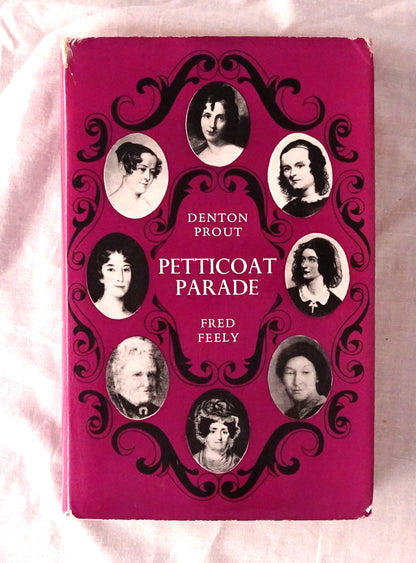 DENTON
PROUT
PETTICOAT
PARADE
FRED
FEELY